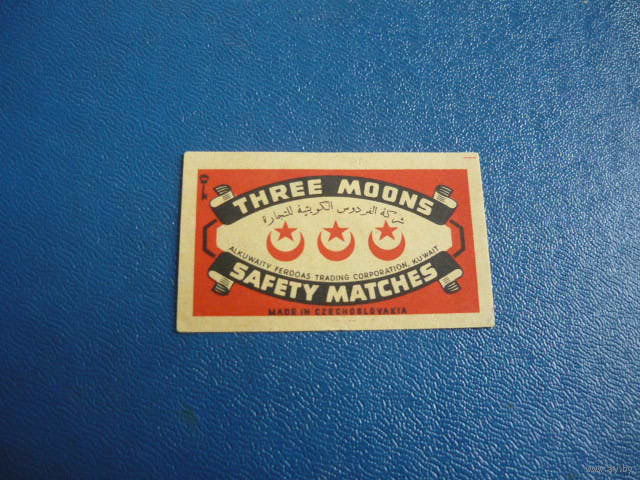 THREE MOONS
شركة الفردوس الكويتية للتجارة
ALKUWAITY FERDOAS TRADING CORPORATION, KUWAIT
SAFETY MATCHES
MADE IN CZECHOSLOVAKIA